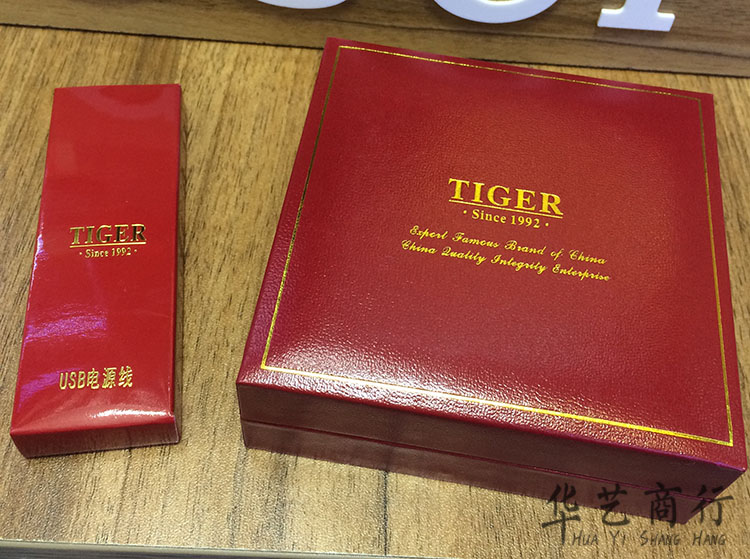 TIGER
· Since 1992 ·
USB电源线
TIGER
· Since 1992 ·
Export Famous Brand of China
China Quality Integrity Enterprise
华艺商行
HUA YI SHANG HANG